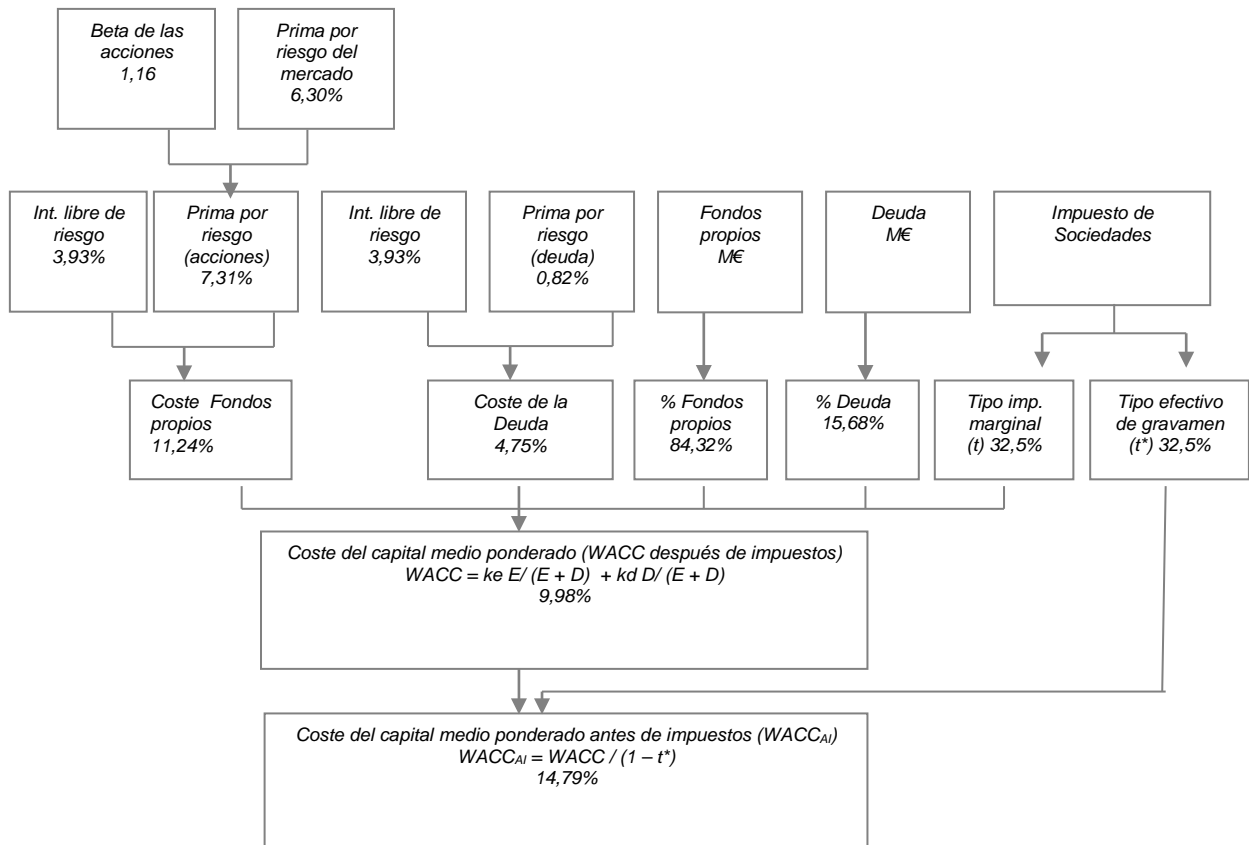 Beta de las
acciones
1,16
Prima por
riesgo del
mercado
6,30%
Int. libre de
riesgo
3,93%
Prima por
riesgo
(acciones)
7,31%
Int. libre de
riesgo
3,93%
Prima por
riesgo
(deuda)
0,82%
Fondos
propios
M€
Deuda
M€
Impuesto de
Sociedades
Coste Fondos
propios
11,24%
Coste de la
Deuda
4,75%
% Fondos
propios
84,32%
% Deuda
15,68%
Tipo imp.
marginal
(t) 32,5%
Tipo efectivo
de gravamen
(t*) 32,5%
Coste del capital medio ponderado (WACC después de impuestos)
WACC = ke E/ (E + D) + kd D/ (E + D)
9,98%
Coste del capital medio ponderado antes de impuestos (WACCAI)
WACCAI = WACC / (1 – t*)
14,79%